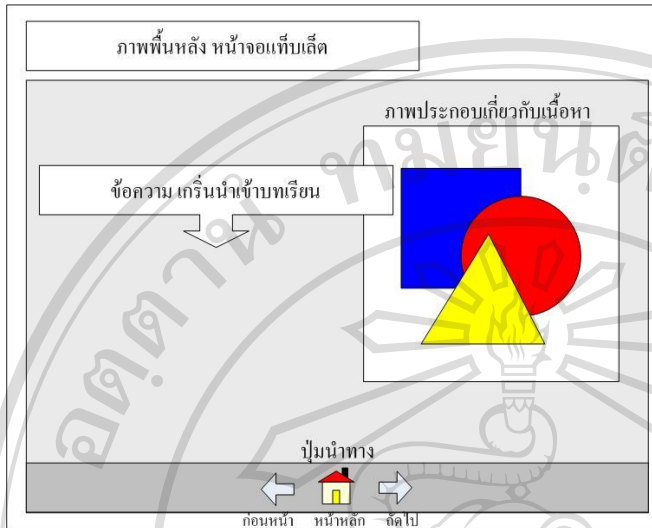 ภาพพื้นหลัง หน้าจอแท็บเล็ต
ภาพประกอบเกี่ยวกับเนื้อหา
ข้อความ เกริ่นนำเข้าบทเรียน
ปุ่มนำทาง
ก่อนหน้า หน้าหลัก ถัดไป